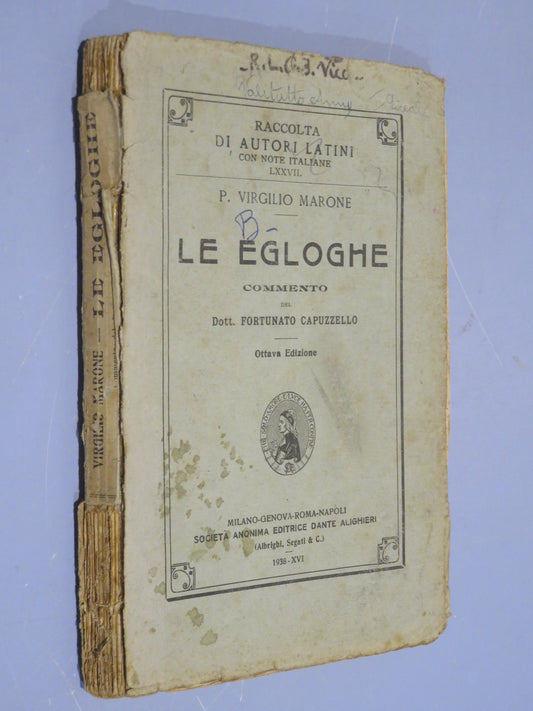 R. L. G. B. Vico
RACCOLTA
DI AUTORI LATINI
CON NOTE ITALIANE
LXXVII.
P. VIRGILIO MARONE
B-
LE EGLOGHE
COMMENTO
DEL
Dott. FORTUNATO CAPUZZELLO
Ottava Edizione
MILANO-GENOVA-ROMA-NAPOLI
SOCIETÀ ANONIMA EDITRICE DANTE ALIGHIERI
(Albrighi, Segati & C.)
1938-XVI
VIRGILIO MARONE — LE EGLOGHE